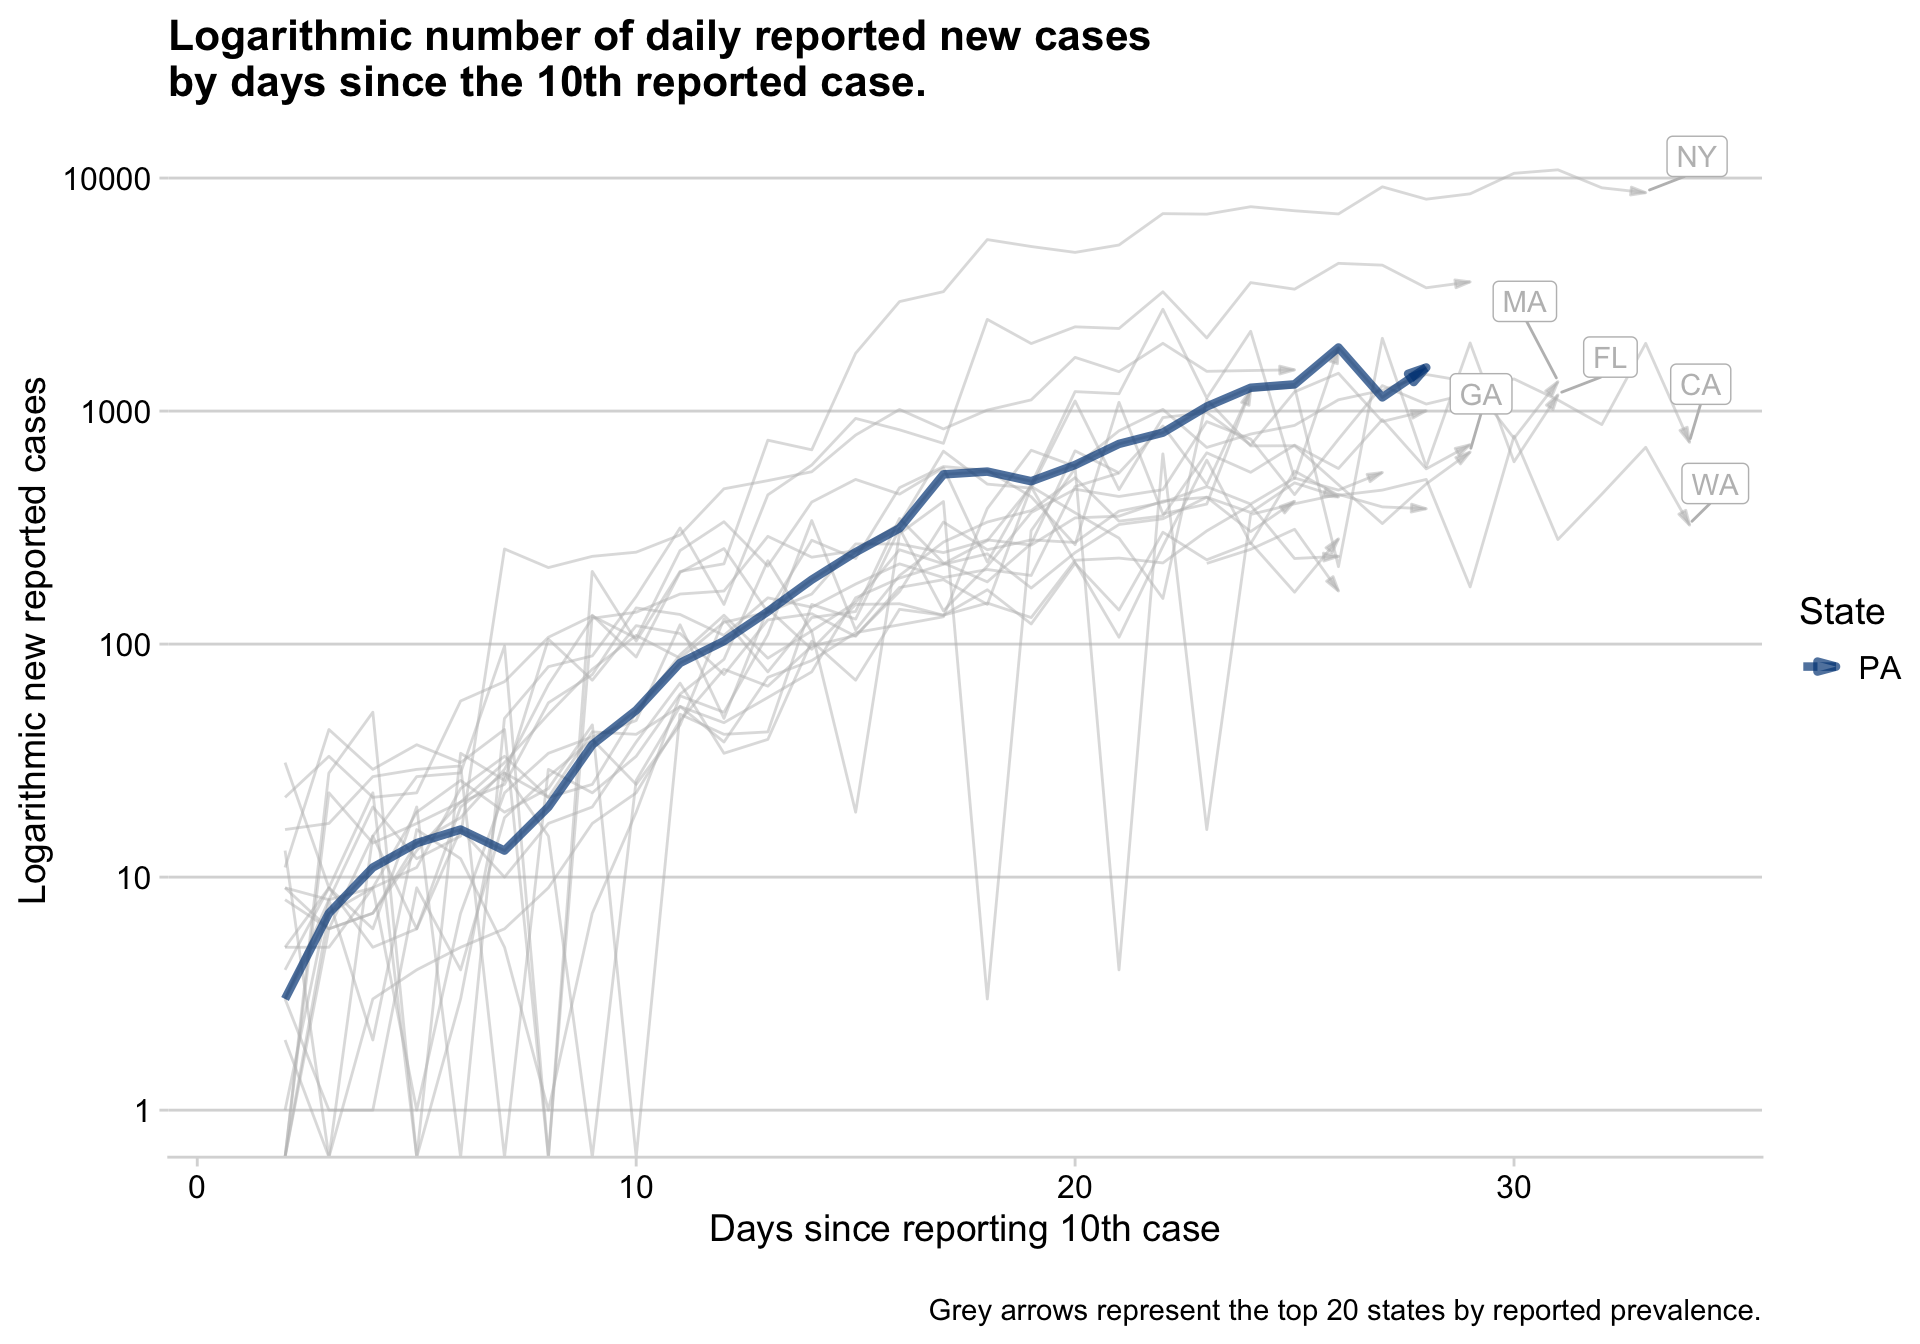 Logarithmic number of daily reported new cases
by days since the 10th reported case.
Logarithmic new reported cases
10000
1000
100
10
1
NY
MA
FL
GA
CA
WA
State
PA
0
10
20
30
Days since reporting 10th case
Grey arrows represent the top 20 states by reported prevalence.